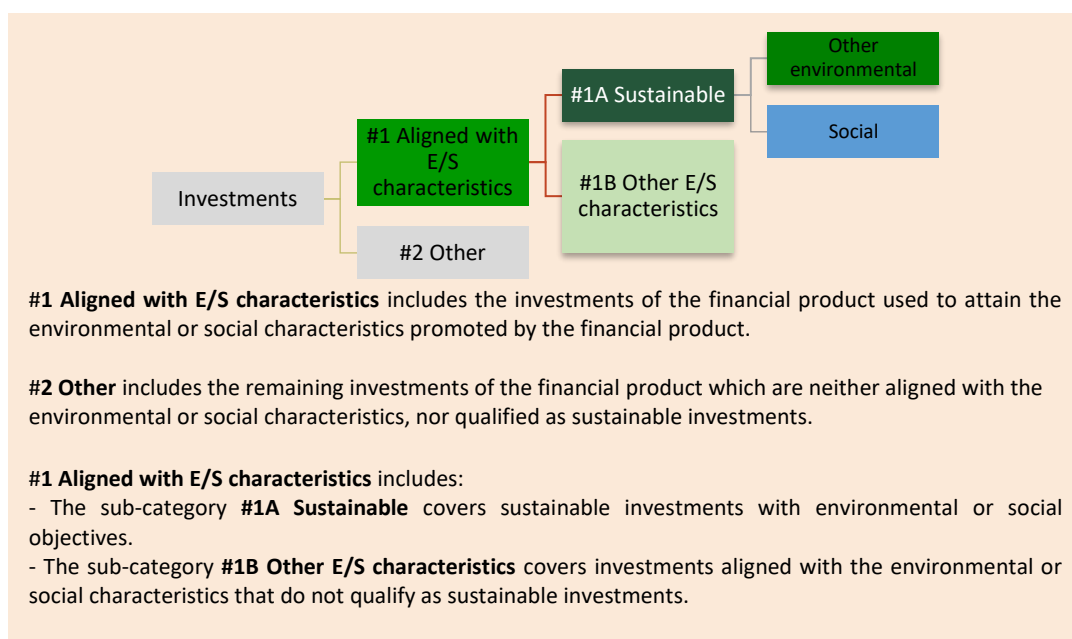 Other
environmental
#1A Sustainable
#1 Aligned with
E/S
characteristics
Social
#1B Other E/S
characteristics
Investments
#2 Other
#1 Aligned with E/S characteristics includes the investments of the financial product used to attain the
environmental or social characteristics promoted by the financial product.
#2 Other includes the remaining investments of the financial product which are neither aligned with the
environmental or social characteristics, nor qualified as sustainable investments.
#1 Aligned with E/S characteristics includes:
- The sub-category #1A Sustainable covers sustainable investments with environmental or social
objectives.
- The sub-category #1B Other E/S characteristics covers investments aligned with the environmental or
social characteristics that do not qualify as sustainable investments.